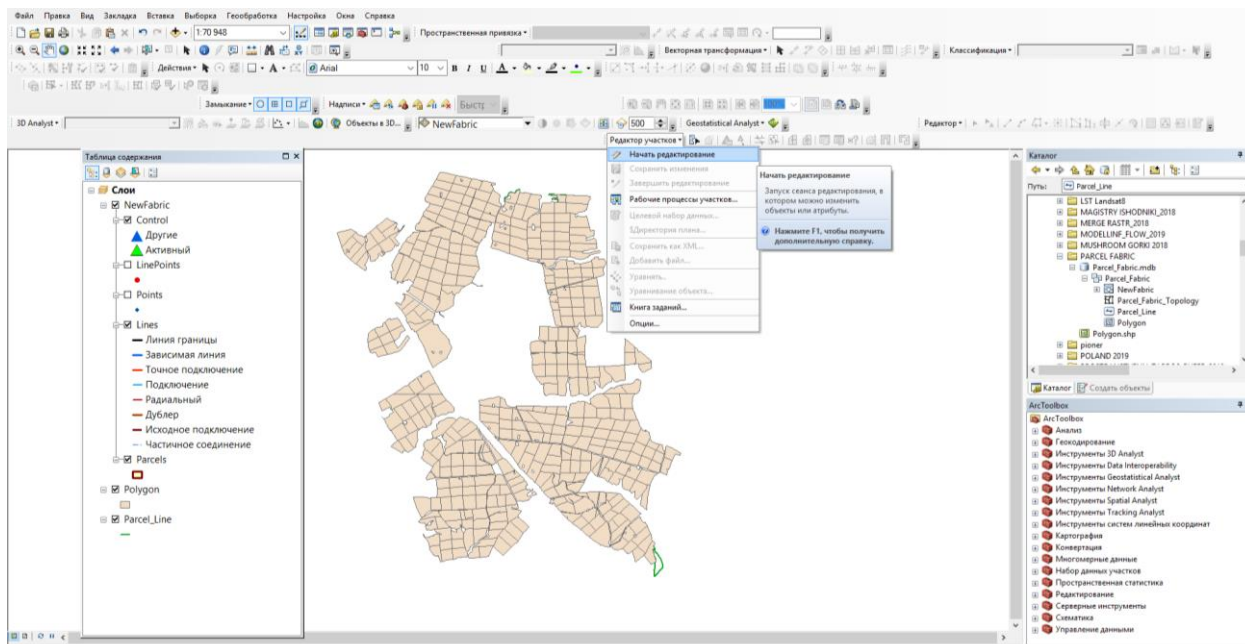 Файл Правка Вид Закладка Вставка Выборка Геообработка Настройка Окна Справка
1:70 948
Пространственная привязка
Векторная трансформация
Классификация
Действия
A
Arial
10
B I U A
Замыкание
Надписи
Быстр
100%
3D Analyst
Объекты в 3D...
NewFabric
500
Geostatistical Analyst
Редактор
Редактор участков
Начать редактирование
Сохранить изменения
Завершить редактирование
Рабочие процессы участков...
Целевой набор данных...
$Директория плана...
Сохранить как XML...
Добавить файл...
Уравнять...
Уравнивание объекта...
Книга заданий...
Опции...
Начать редактирование
Запуск сеанса редактирования, в
котором можно изменить
объекты или атрибуты.
Нажмите F1, чтобы получить
дополнительную справку.
Таблица содержания
Слои
NewFabric
Control
Другие
Активный
LinePoints
Points
Lines
Линия границы
Зависимая линия
Точное подключение
Подключение
Радиальный
Дублер
Исходное подключение
Частичное соединение
Parcels
Polygon
Parcel_Line
Каталог
Путь: Parcel_Line
LST Landsat8
MAGISTRY ISHODNIKI_2018
MERGE RASTR_2018
MODELLINF_FLOW_2019
MUSHROOM GORKI 2018
PARCEL FABRIC
Parcel_Fabric.mdb
Parcel_Fabric
NewFabric
Parcel_Fabric_Topology
Parcel_Line
Polygon
Polygon.shp
pioner
POLAND 2019
Каталог Создать объекты
ArcToolbox
ArcToolbox
Анализ
Геокодирование
Инструменты 3D Analyst
Инструменты Data Interoperability
Инструменты Geostatistical Analyst
Инструменты Network Analyst
Инструменты Spatial Analyst
Инструменты Tracking Analyst
Инструменты систем линейных координат
Картография
Конвертация
Многомерные данные
Набор данных участков
Пространственная статистика
Редактирование
Серверные инструменты
Схематика
Управление данными